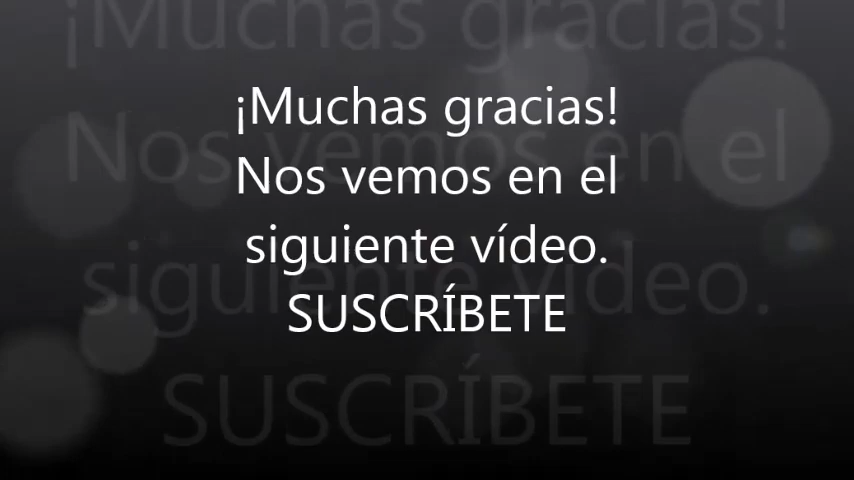 ¡Muchas gracias!
Nos vemos en el
siguiente vídeo.
SUSCRÍBETE